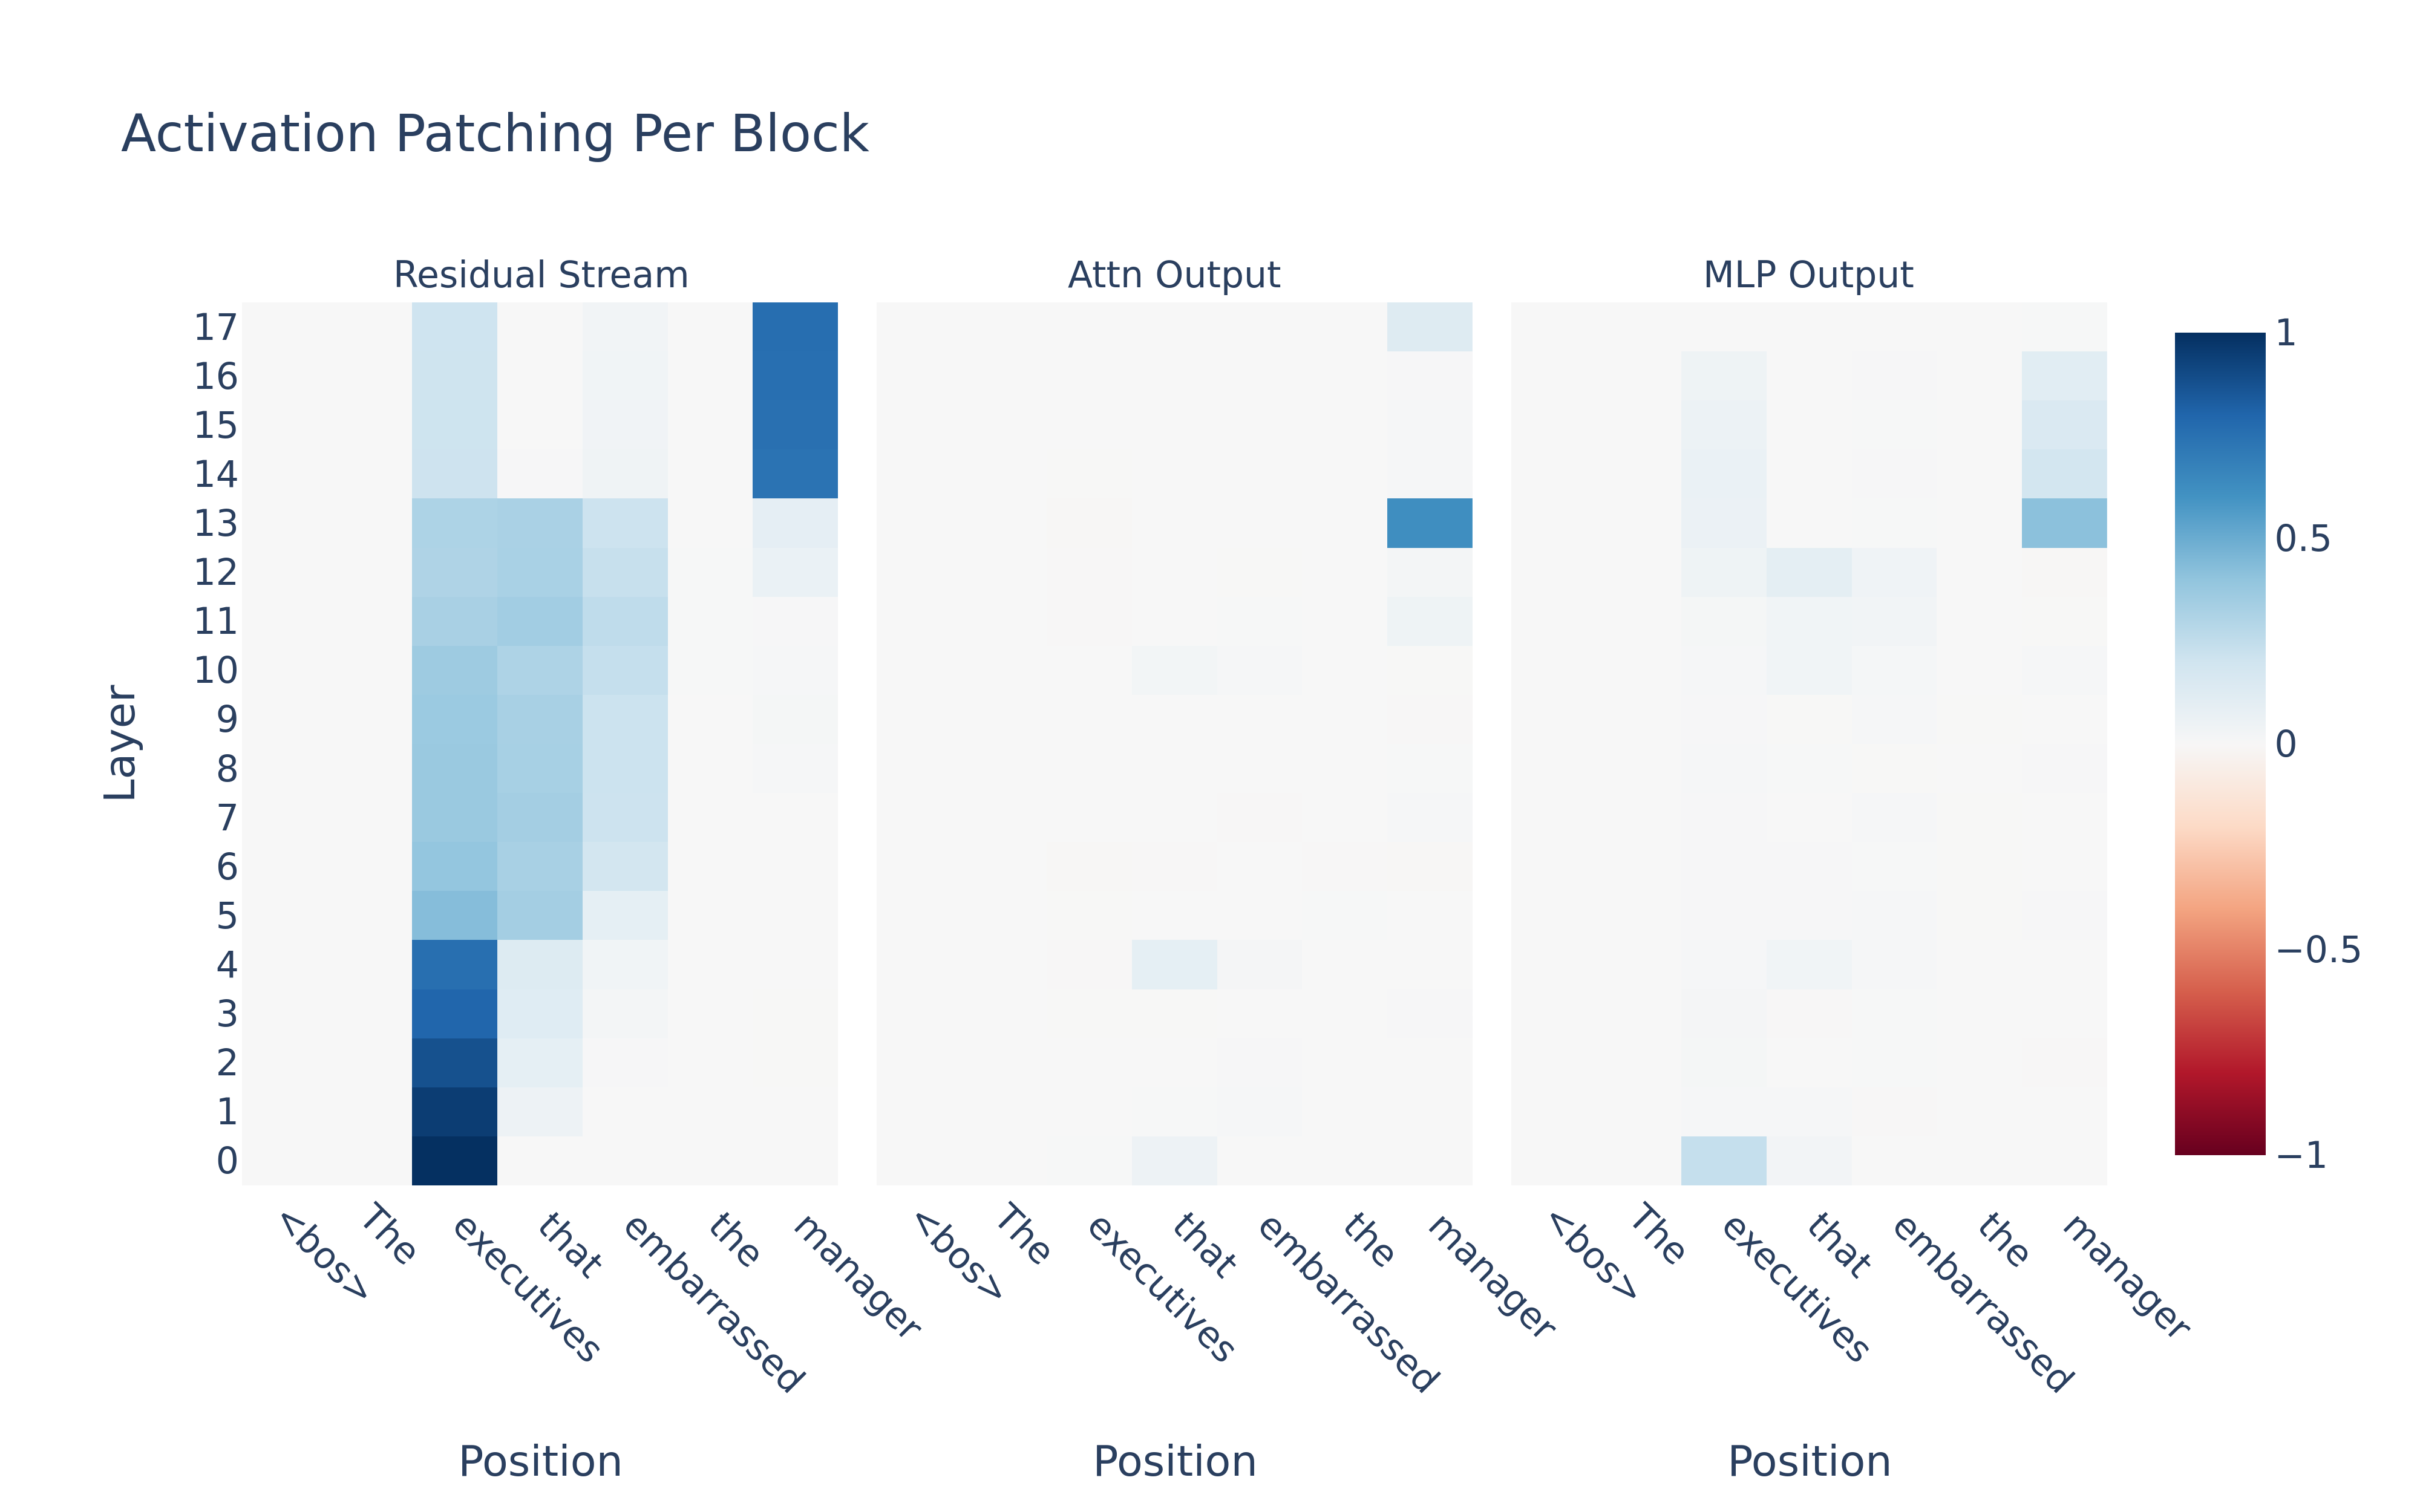 Activation Patching Per Block
Residual Stream
Attn Output
MLP Output
Layer
17
16
15
14
13
12
11
10
9
8
7
6
5
4
3
2
1
0
<bos>
The
executives
that
embarrassed
the
manager
<bos>
The
executives
that
embarrassed
the
manager
<bos>
The
executives
that
embarrassed
the
manager
Position
Position
Position
1
0.5
0
−0.5
−1